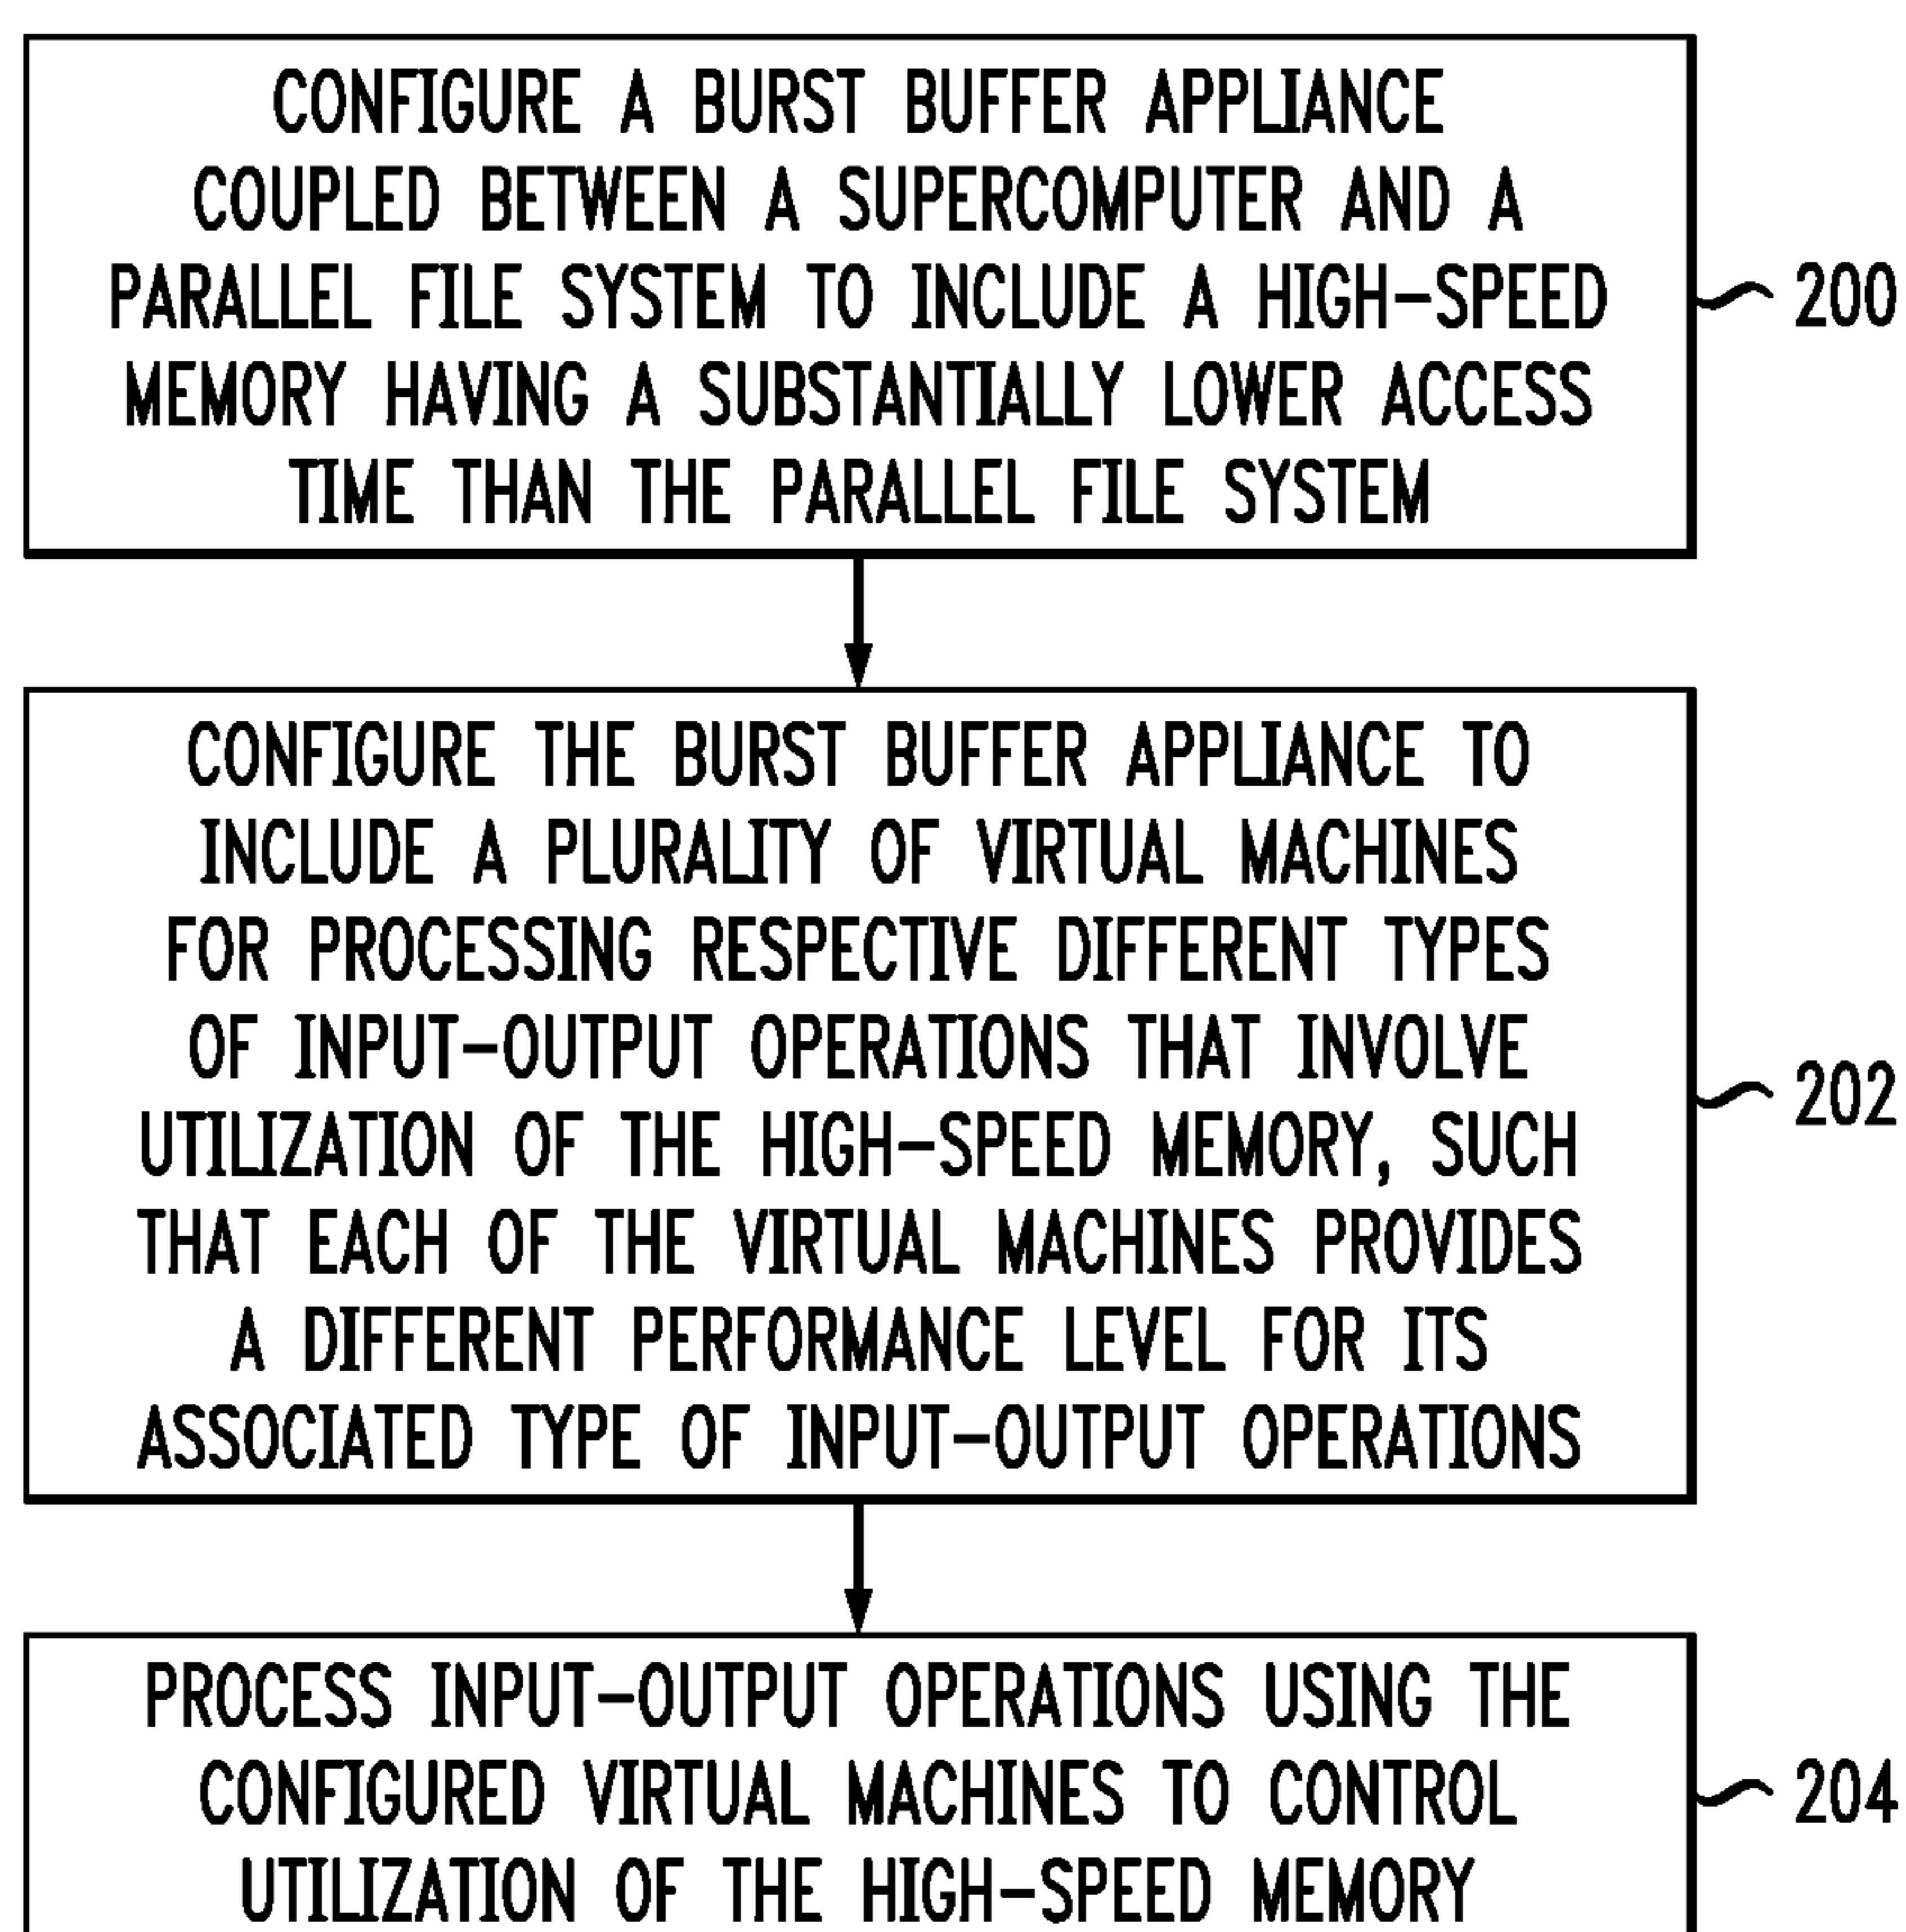 CONFIGURE A BURST BUFFER APPLIANCE
COUPLED BETWEEN A SUPERCOMPUTER AND A
PARALLEL FILE SYSTEM TO INCLUDE A HIGH-SPEED
MEMORY HAVING A SUBSTANTIALLY LOWER ACCESS
TIME THAN THE PARALLEL FILE SYSTEM
200
CONFIGURE THE BURST BUFFER APPLIANCE TO
INCLUDE A PLURALITY OF VIRTUAL MACHINES
FOR PROCESSING RESPECTIVE DIFFERENT TYPES
OF INPUT-OUTPUT OPERATIONS THAT INVOLVE
UTILIZATION OF THE HIGH-SPEED MEMORY, SUCH
THAT EACH OF THE VIRTUAL MACHINES PROVIDES
A DIFFERENT PERFORMANCE LEVEL FOR ITS
ASSOCIATED TYPE OF INPUT-OUTPUT OPERATIONS
202
PROCESS INPUT-OUTPUT OPERATIONS USING THE
CONFIGURED VIRTUAL MACHINES TO CONTROL
UTILIZATION OF THE HIGH-SPEED MEMORY
204